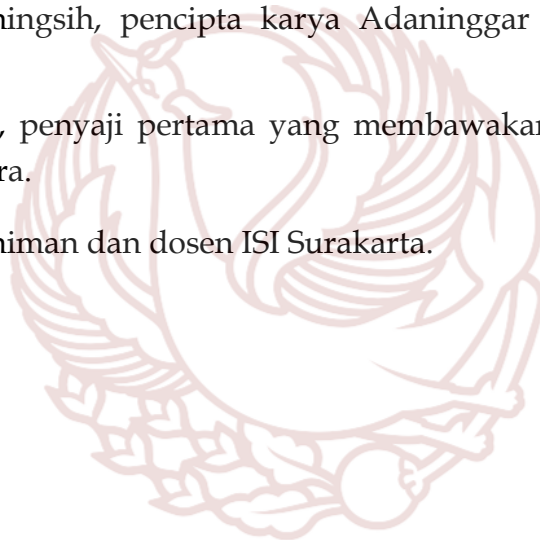 ningsih, pencipta karya Adaninggar
, penyaji pertama yang membawakan
ra.
niman dan dosen ISI Surakarta.